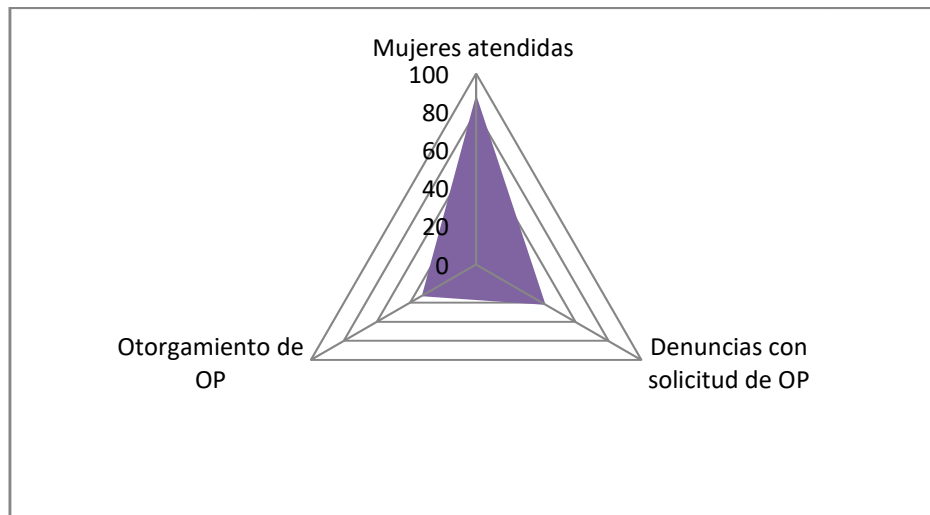 Mujeres atendidas
100
80
60
40
20
0
Otorgamiento de
OP
Denuncias con
solicitud de OP